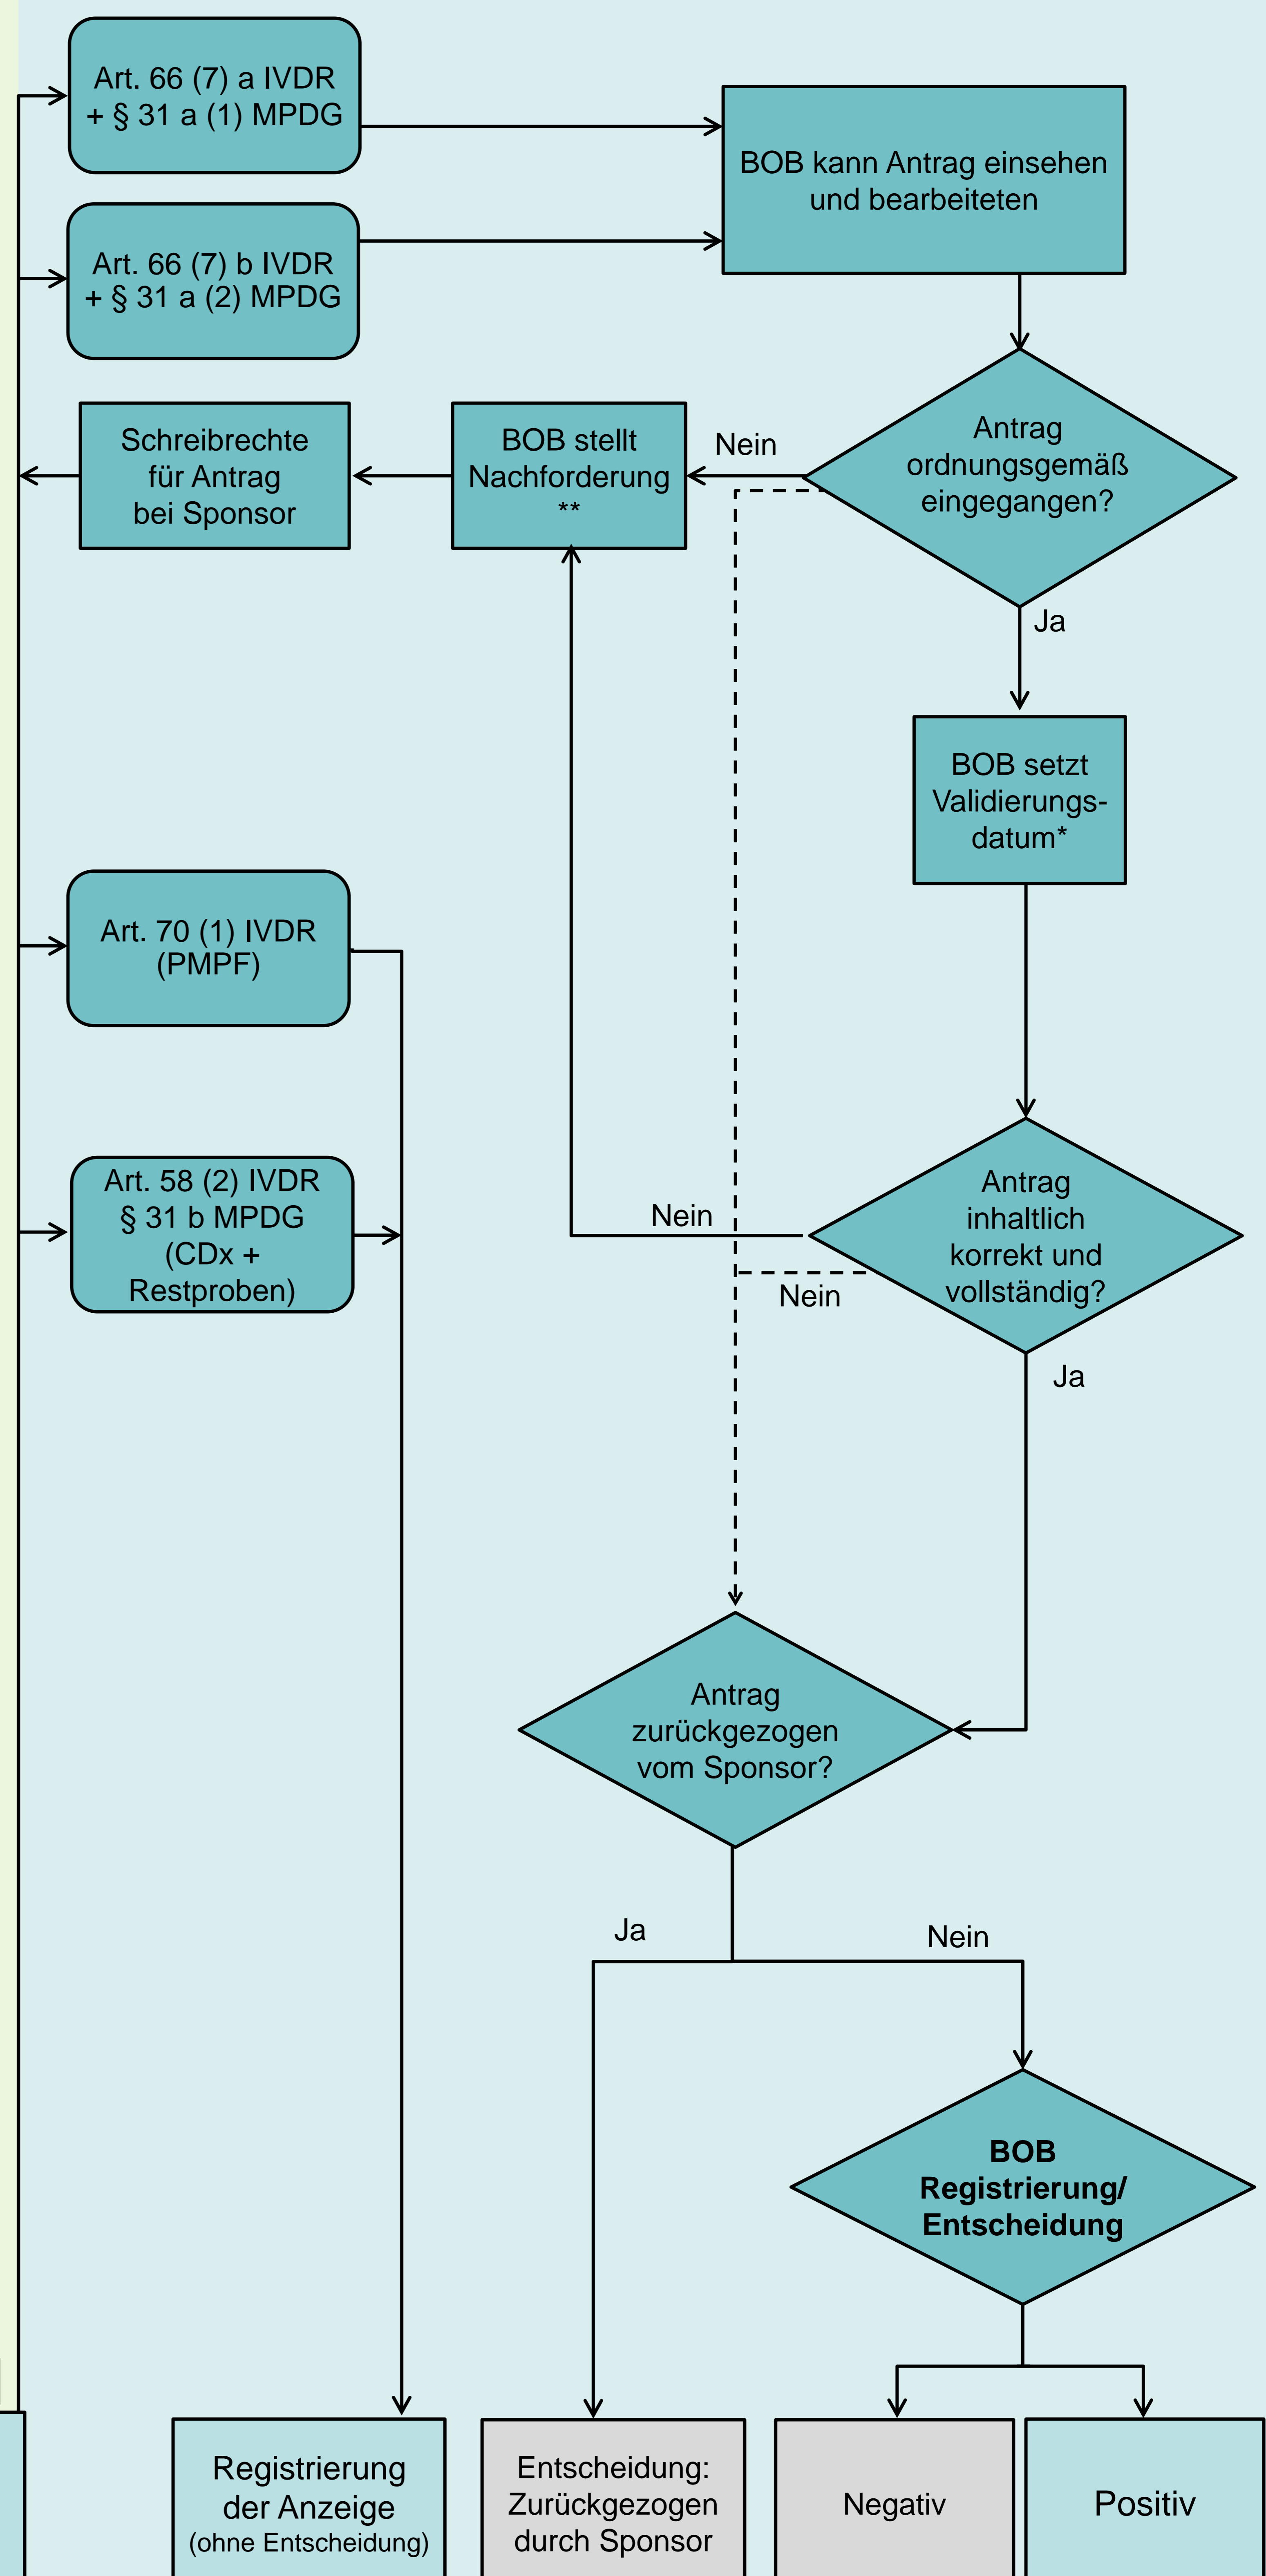 Art. 66 (7) a IVDR
+ § 31 a (1) MPDG
BOB kann Antrag einsehen
und bearbeiteten
Art. 66 (7) b IVDR
+ § 31 a (2) MPDG
Antrag
ordnungsgemäß
eingegangen?
Nein
BOB stellt
Nachforderung
**
Schreibrechte
für Antrag
bei Sponsor
Ja
BOB setzt
Validierungs-
datum*
Art. 70 (1) IVDR
(PMPF)
Art. 58 (2) IVDR
§ 31 b MPDG
(CDx +
Restproben)
Antrag
inhaltlich
korrekt und
vollständig?
Nein
Nein
Ja
Antrag
zurückgezogen
vom Sponsor?
Ja
Nein
BOB
Registrierung/
Entscheidung
Registrierung
der Anzeige
(ohne Entscheidung)
Entscheidung:
Zurückgezogen
durch Sponsor
Negativ
Positiv